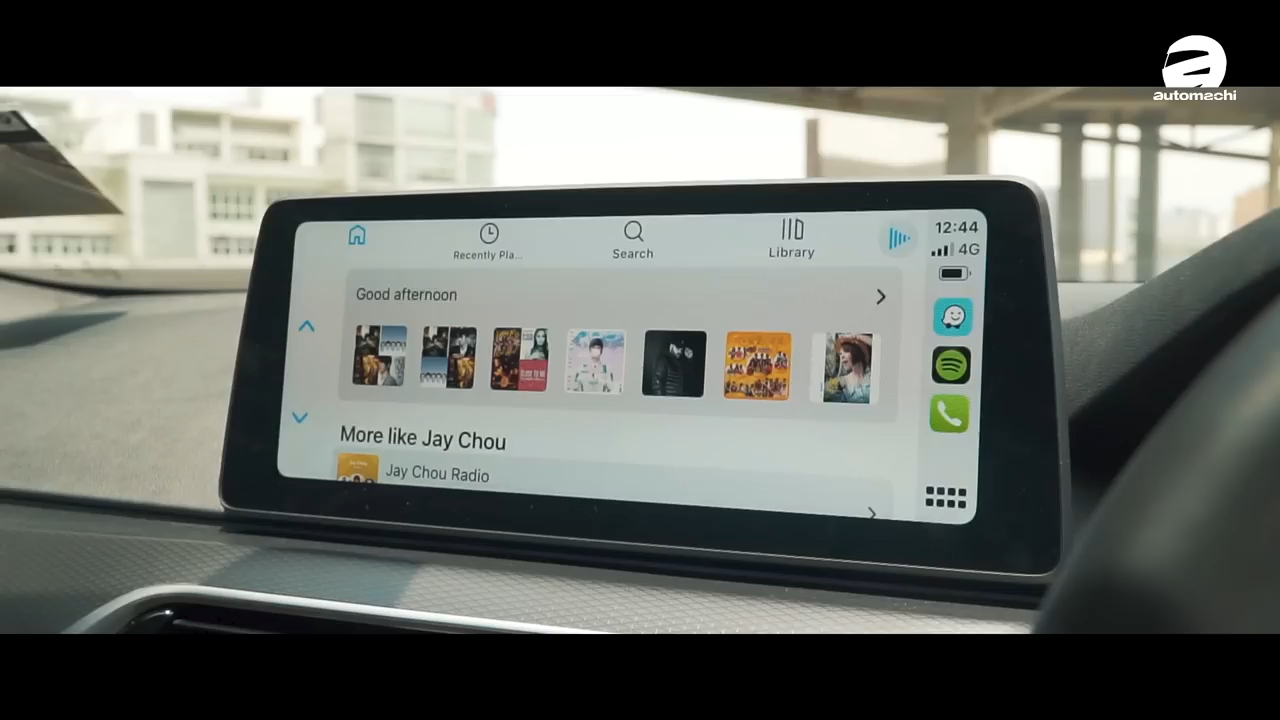 automachi
12:44
4G
Recently Pla...
Search
Library
Good afternoon
More like Jay Chou
Jay Chou Radio